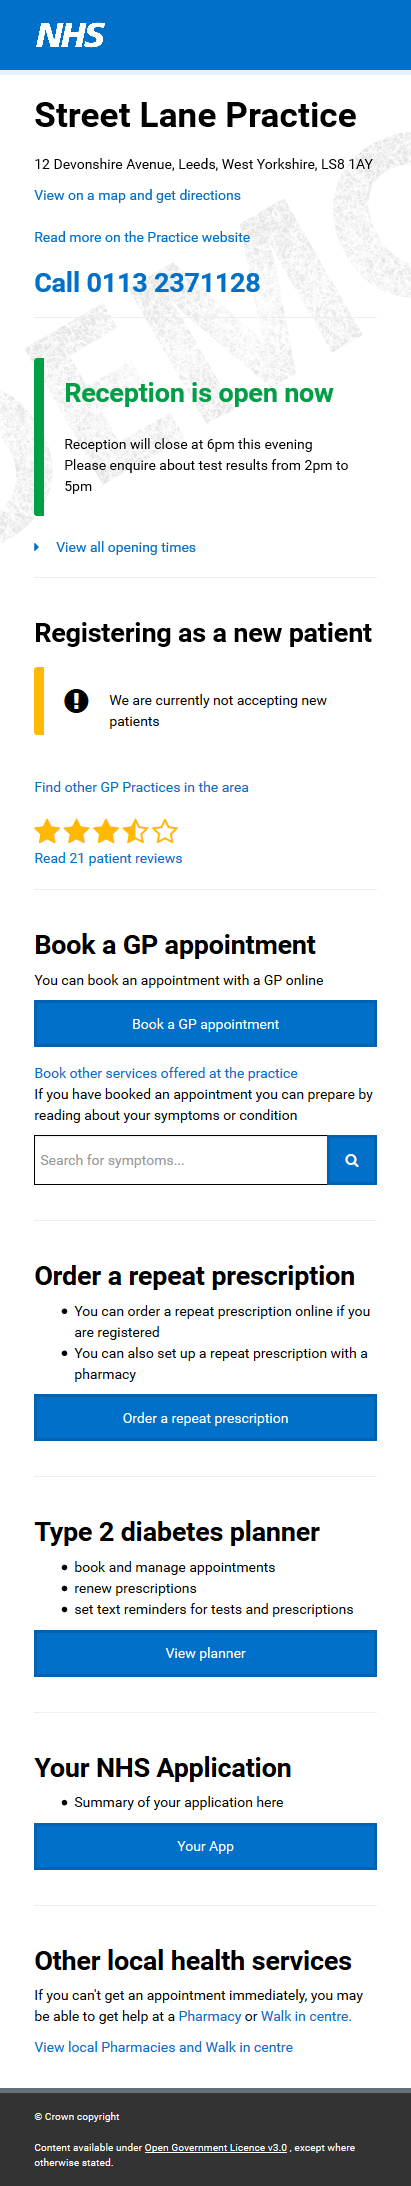 NHS
Street Lane Practice
12 Devonshire Avenue, Leeds, West Yorkshire, LS8 1AY
View on a map and get directions
Read more on the Practice website
Call 0113 2371128
DEMO
Reception is open now
Reception will close at 6pm this evening
Please enquire about test results from 2pm to
5pm
View all opening times
Registering as a new patient
We are currently not accepting new
patients
Find other GP Practices in the area
Read 21 patient reviews
Book a GP appointment
You can book an appointment with a GP online
Book a GP appointment
Book other services offered at the practice
If you have booked an appointment you can prepare by
reading about your symptoms or condition
Search for symptoms...
Order a repeat prescription
• You can order a repeat prescription online if you
are registered
• You can also set up a repeat prescription with a
pharmacy
Order a repeat prescription
Type 2 diabetes planner
• book and manage appointments
• renew prescriptions
• set text reminders for tests and prescriptions
View planner
Your NHS Application
• Summary of your application here
Your App
Other local health services
If you can't get an appointment immediately, you may
be able to get help at a Pharmacy or Walk in centre.
View local Pharmacies and Walk in centre
© Crown copyright
Content available under Open Government Licence v3.0 , except where
otherwise stated.